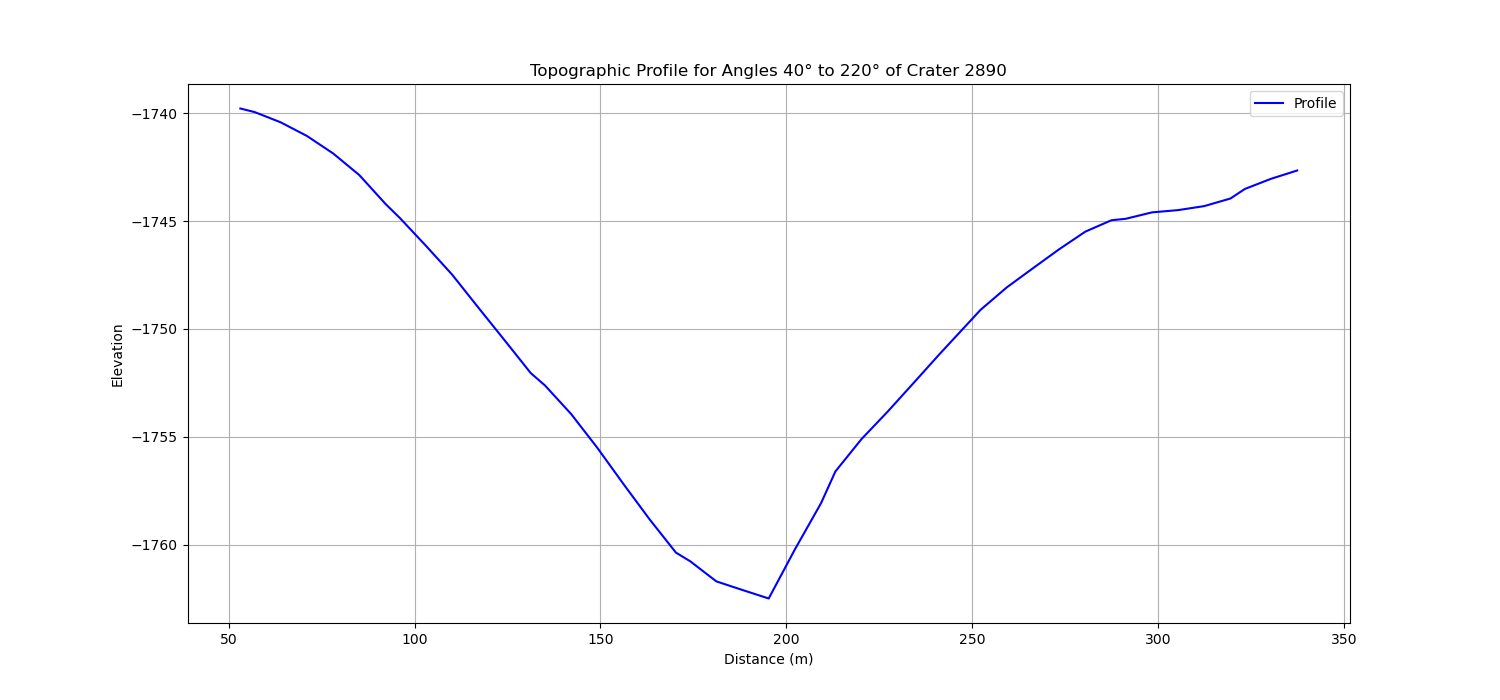 Topographic Profile for Angles 40° to 220° of Crater 2890
Profile
−1740
−1745
−1750
−1755
−1760
Elevation
50 100 150 200 250 300 350
Distance (m)